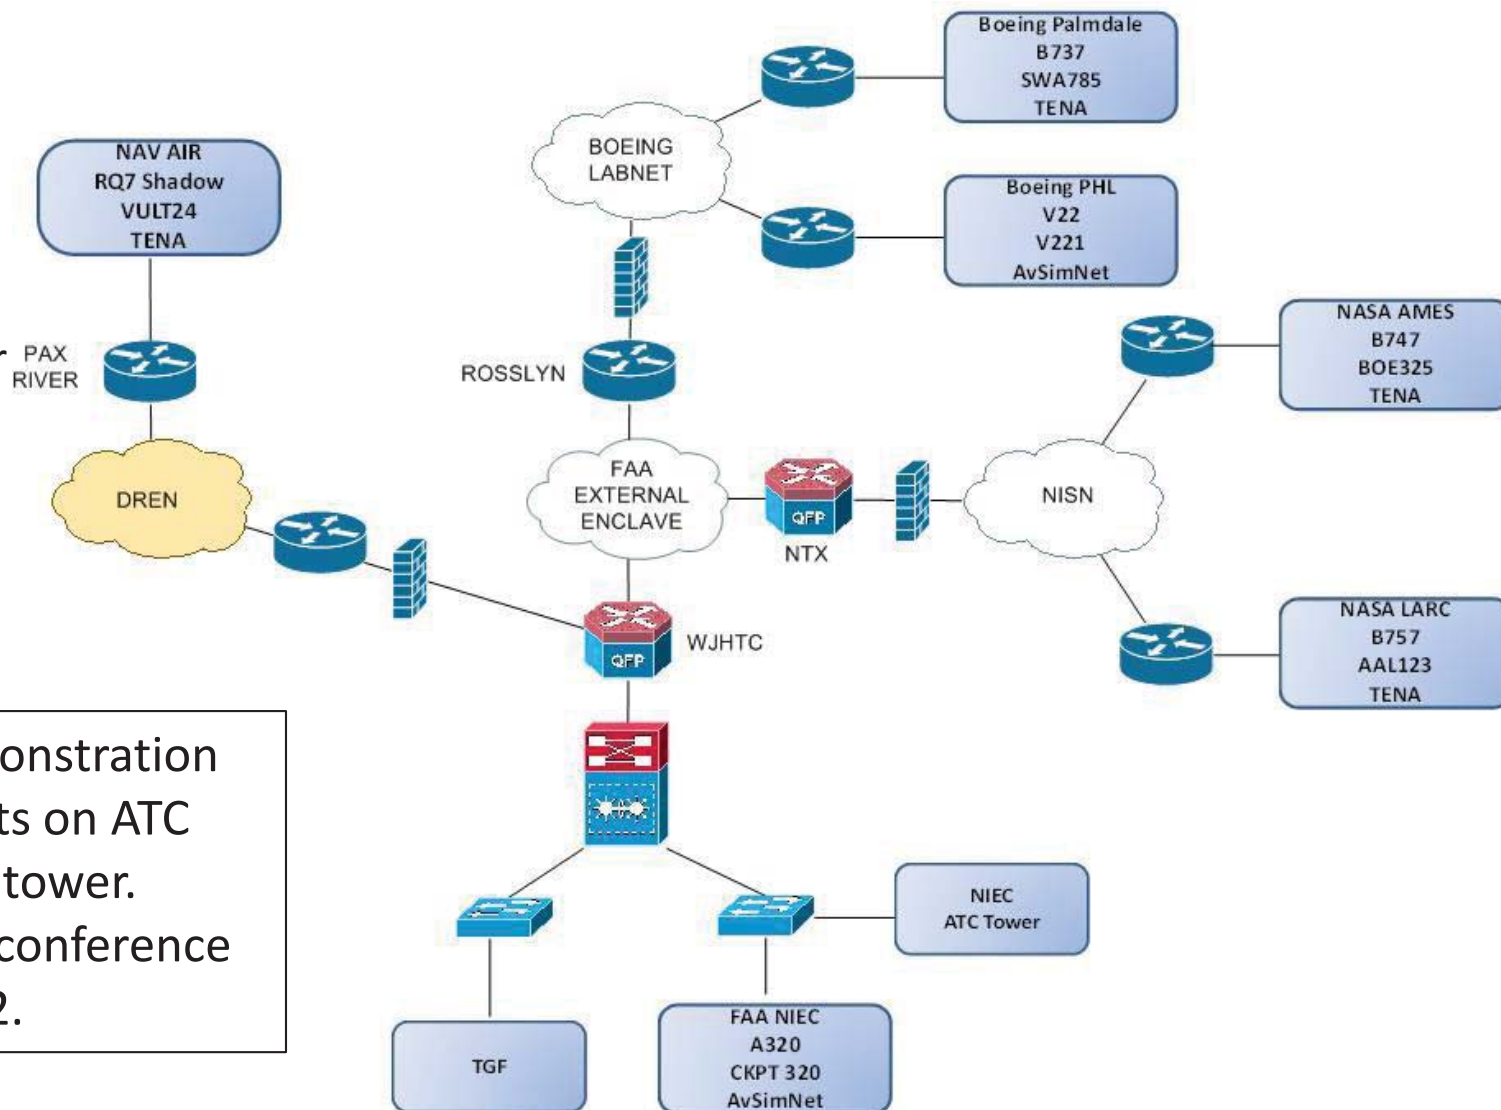 Boeing Palmdale
B737
SWA785
TENA
BOEING
LABNET
NAV AIR
RQ7 Shadow
VULT24
TENA
Boeing PHL
V22
V221
AvSimNet
PAX
RIVER
ROSSLYN
NASA AMES
B747
BOE325
TENA
DREN
FAA
EXTERNAL
ENCLAVE
QFP
NTX
NISN
QFP
WJHTC
NASA LARC
B757
AAL123
TENA
onstration
ts on ATC
tower.
conference
2.
NIEC
ATC Tower
TGF
FAA NIEC
A320
CKPT 320
AvSimNet